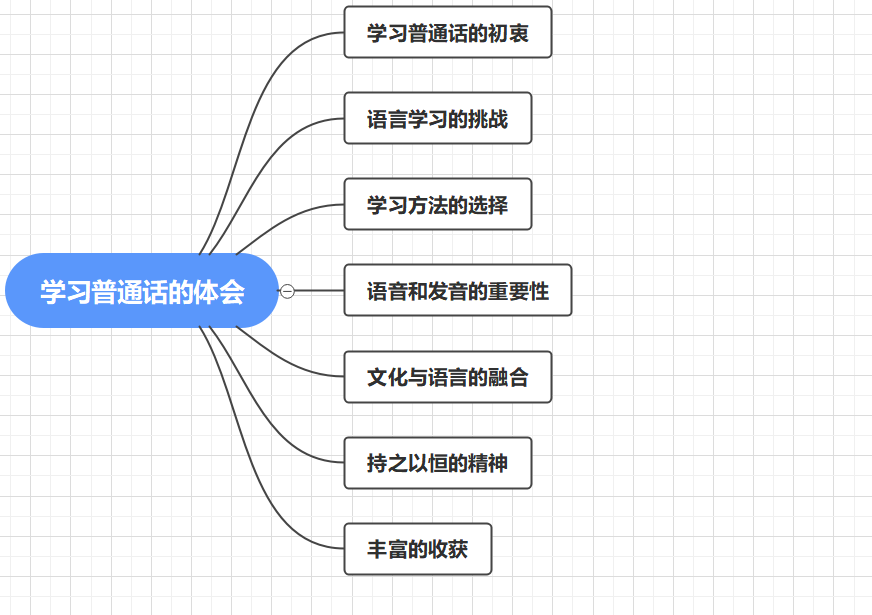 学习普通话的初衷
语言学习的挑战
学习方法的选择
学习普通话的体会
语音和发音的重要性
文化与语言的融合
持之以恒的精神
丰富的收获